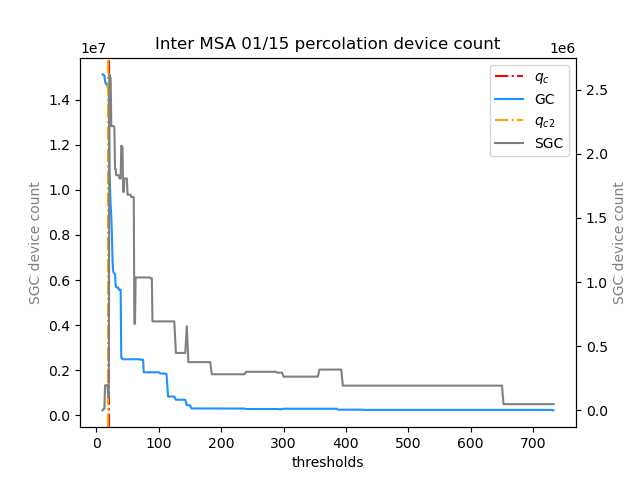 Inter MSA 01/15 percolation device count
1e7
1e6
q_c
GC
q_{c2}
SGC
SGC device count
1.4
1.2
1.0
0.8
0.6
0.4
0.2
0.0
2.5
2.0
1.5
1.0
0.5
0.0
SGC device count
0 100 200 300 400 500 600 700
thresholds